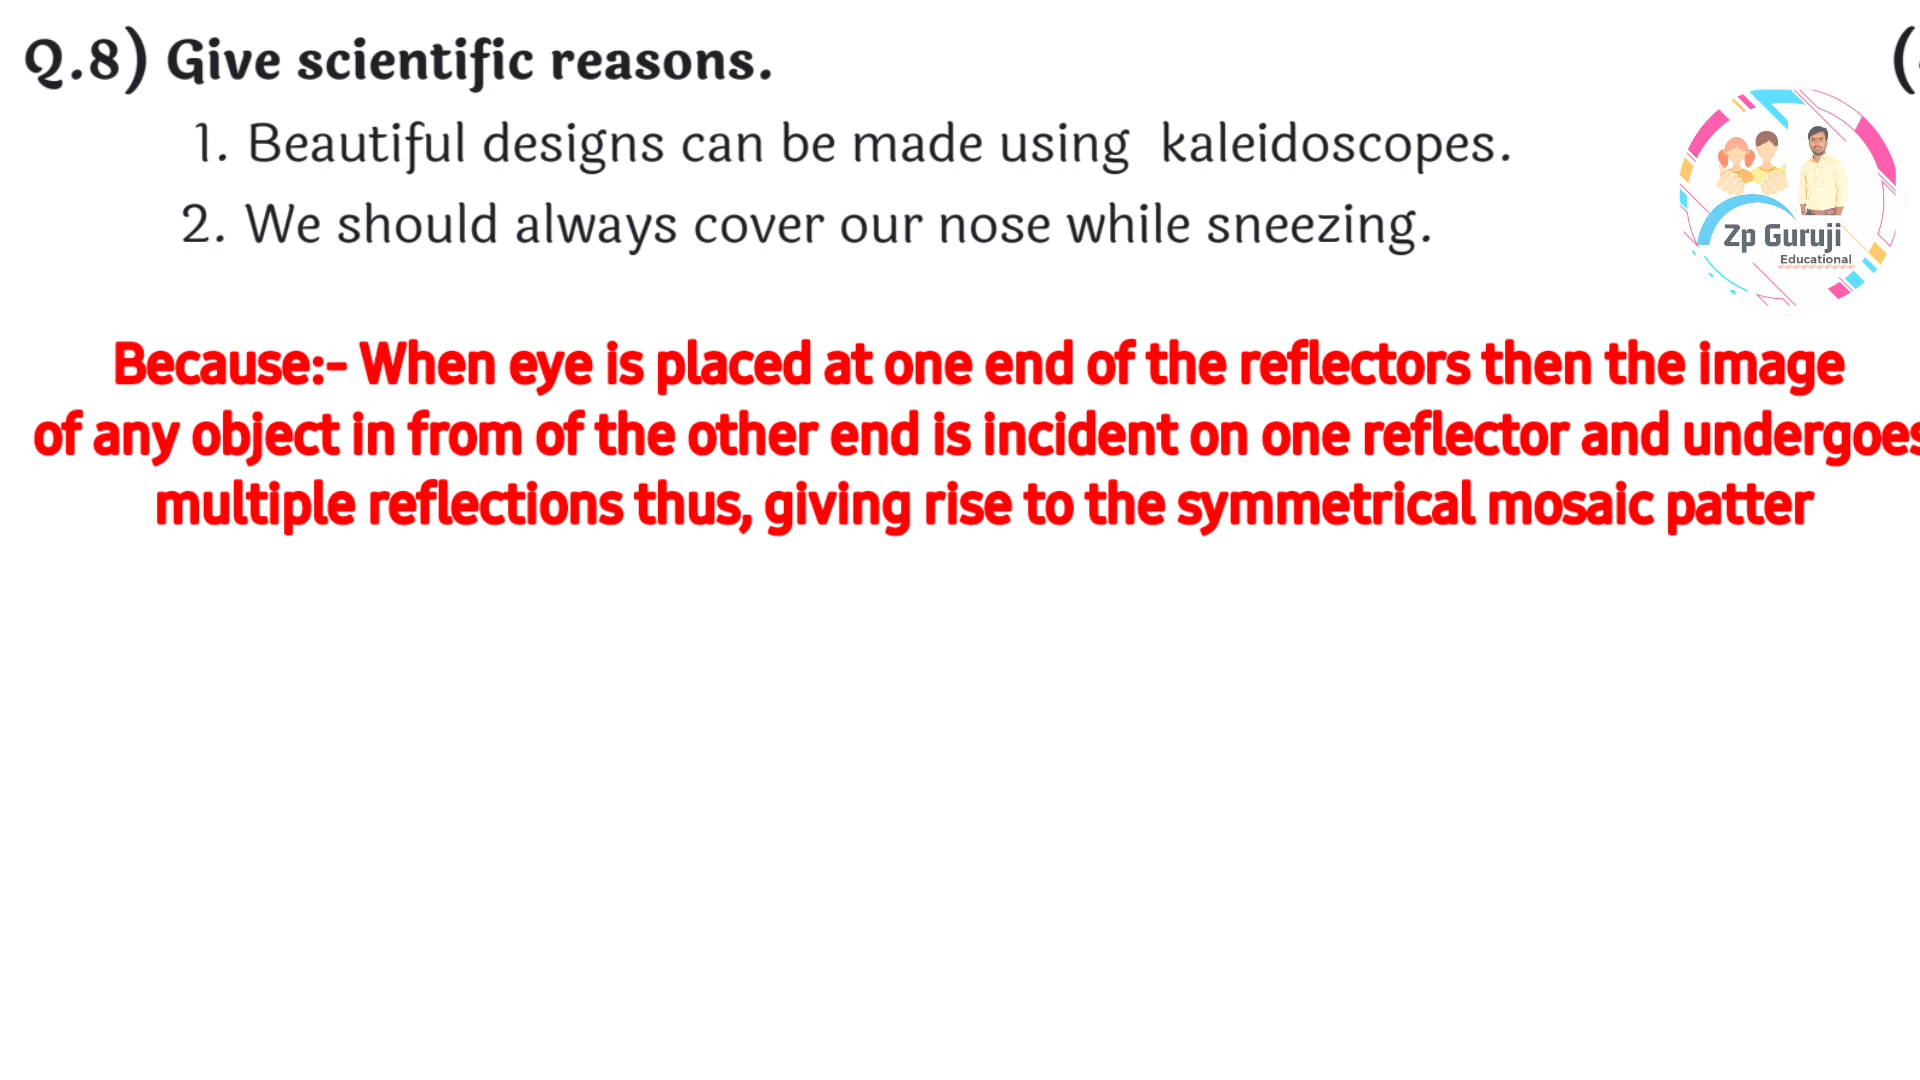 Q.8) Give scientific reasons.
1. Beautiful designs can be made using kaleidoscopes.
2. We should always cover our nose while sneezing.
Zp Guruji
Educational
Because:- When eye is placed at one end of the reflectors then the image
of any object in from of the other end is incident on one reflector and undergoes
multiple reflections thus, giving rise to the symmetrical mosaic patter